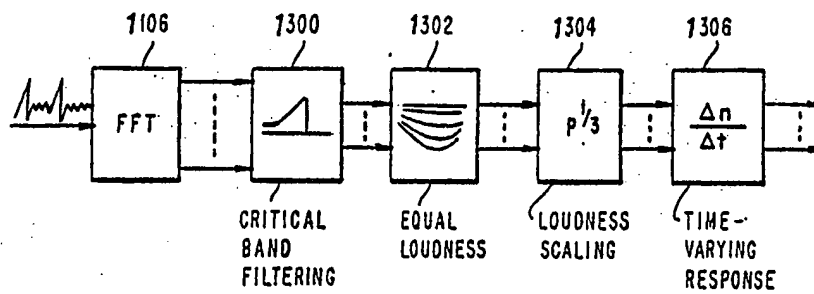 1106 1300 1302 1304 1306
FFT
p1/3
Δn
Δt
CRITICAL
BAND
FILTERING
EQUAL
LOUDNESS
LOUDNESS
SCALING
TIME-
VARYING
RESPONSE